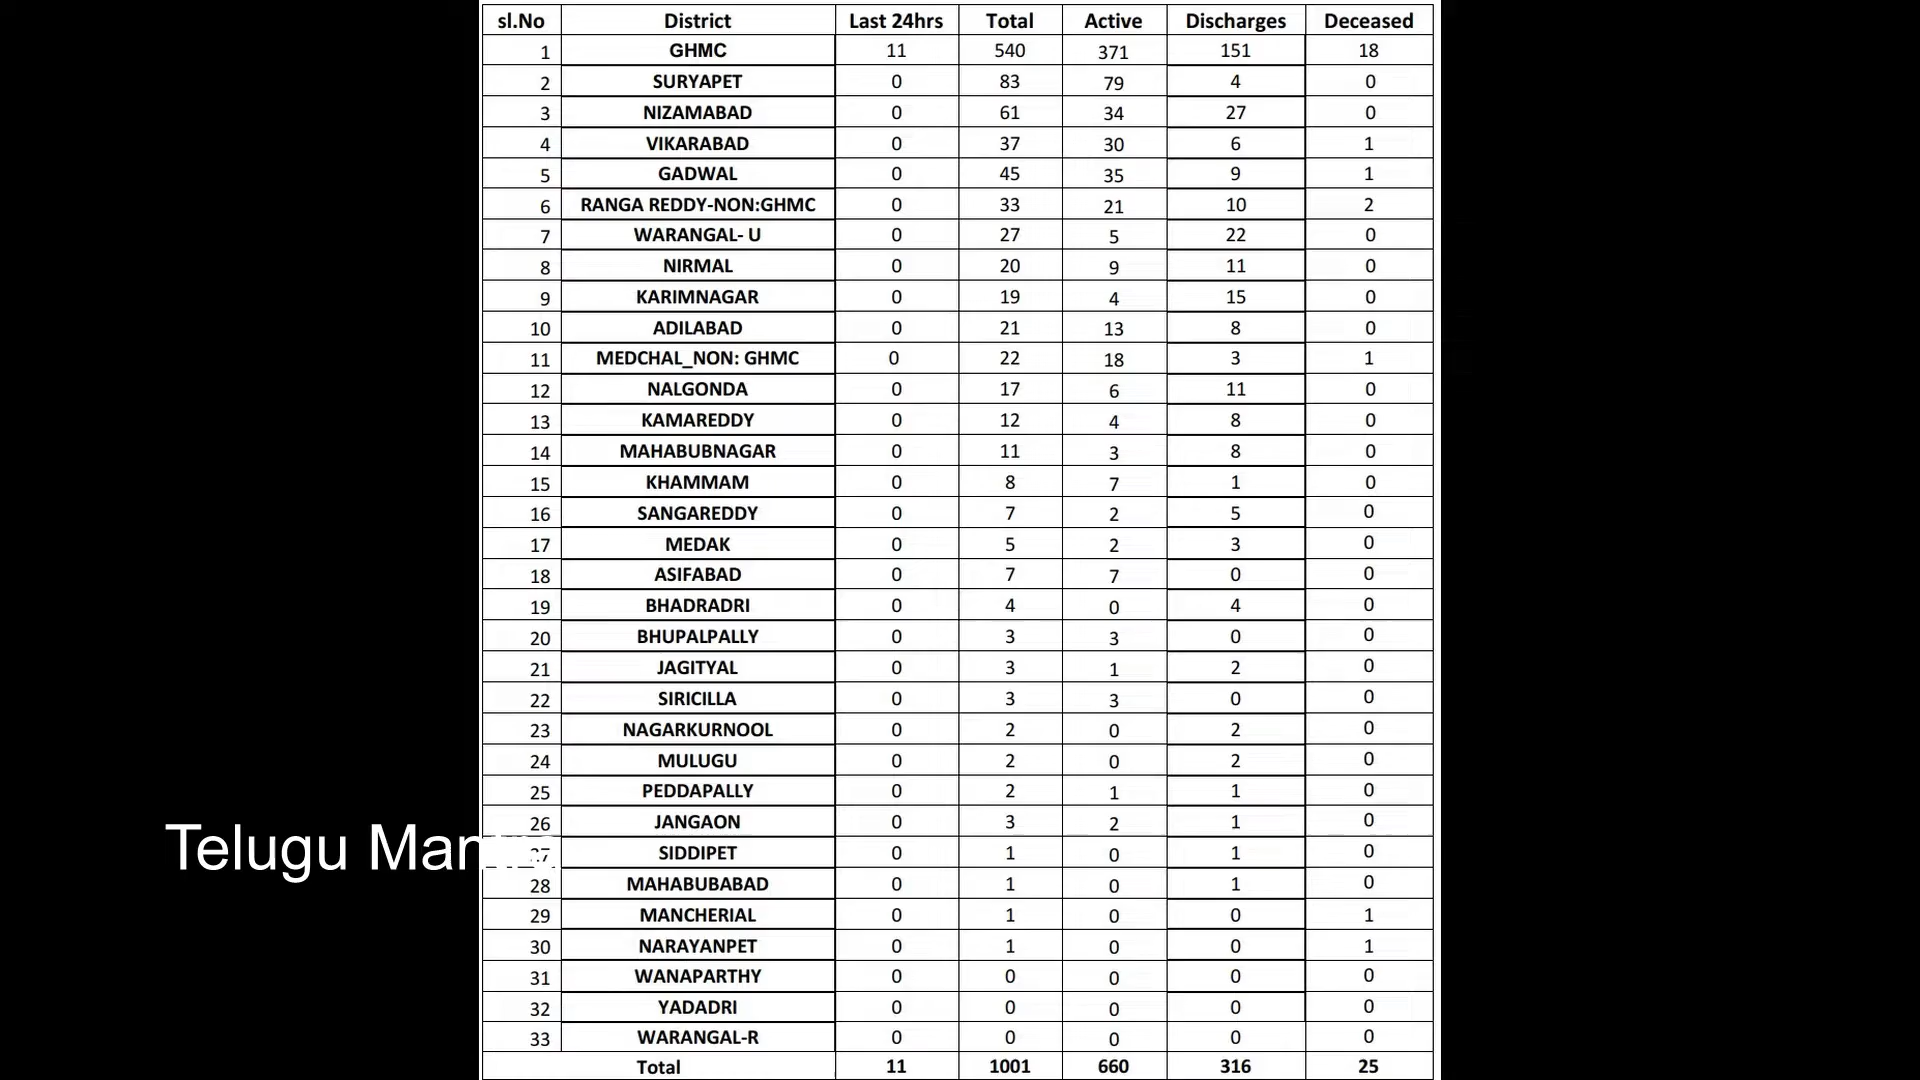 sl.No District Last 24hrs Total Active Discharges Deceased
1 GHMC 11 540 371 151 18
2 SURYAPET 0 83 79 4 0
3 NIZAMABAD 0 61 34 27 0
4 VIKARABAD 0 37 30 6 1
5 GADWAL 0 45 35 9 1
6 RANGA REDDY-NON:GHMC 0 33 21 10 2
7 WARANGAL- U 0 27 5 22 0
8 NIRMAL 0 20 9 11 0
9 KARIMNAGAR 0 19 4 15 0
10 ADILABAD 0 21 13 8 0
11 MEDCHAL_NON: GHMC 0 22 18 3 1
12 NALGONDA 0 17 6 11 0
13 KAMAREDDY 0 12 4 8 0
14 MAHABUBNAGAR 0 11 3 8 0
15 KHAMMAM 0 8 7 1 0
16 SANGAREDDY 0 7 2 5 0
17 MEDAK 0 5 2 3 0
18 ASIFABAD 0 7 7 0 0
19 BHADRADRI 0 4 0 4 0
20 BHUPALPALLY 0 3 3 0 0
21 JAGITYAL 0 3 1 2 0
22 SIRICILLA 0 3 3 0 0
23 NAGARKURNOOL 0 2 0 2 0
24 MULUGU 0 2 0 2 0
25 PEDDAPALLY 0 2 1 1 0
26 JANGAON 0 3 2 1 0
Telugu
27 SIDDIPET 0 1 0 1 0
28 MAHABUBABAD 0 1 0 1 0
29 MANCHERIAL 0 1 0 0 1
30 NARAYANPET 0 1 0 0 1
31 WANAPARTHY 0 0 0 0 0
32 YADADRI 0 0 0 0 0
33 WARANGAL-R 0 0 0 0 0
Total 11 1001 660 316 25